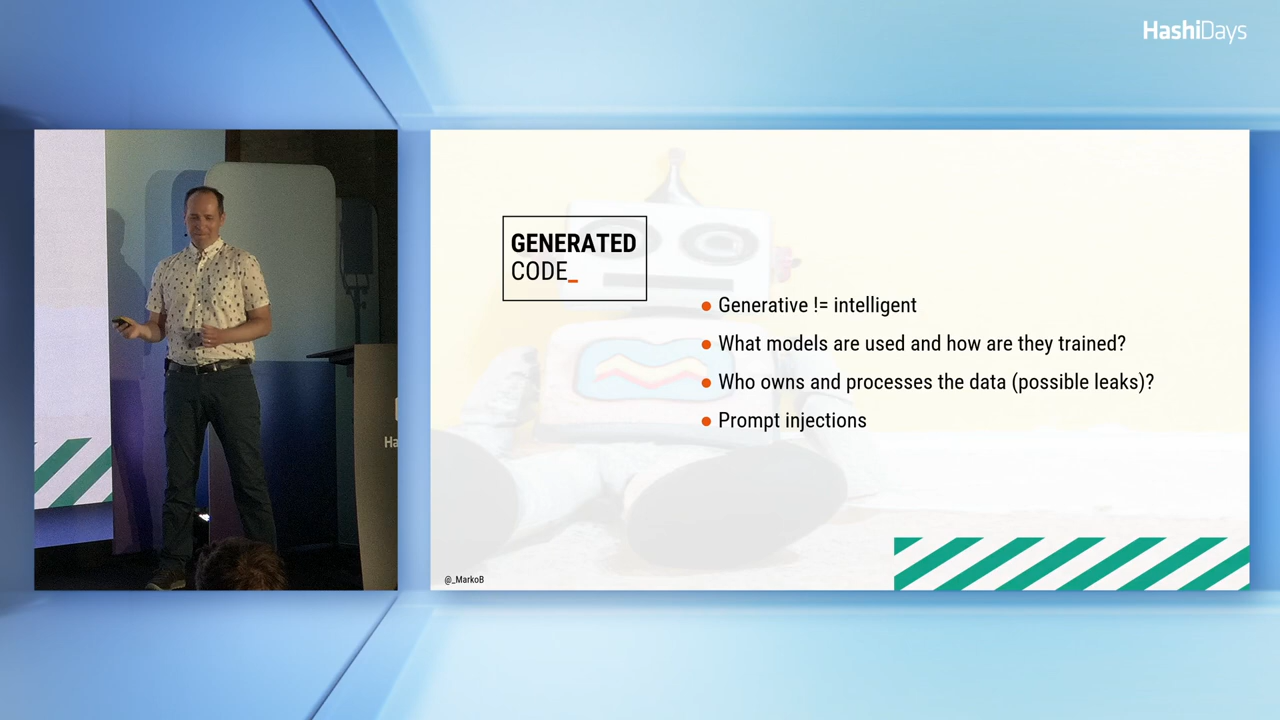 HashiDays
GENERATED
CODE_
Generative != intelligent
What models are used and how are they trained?
Who owns and processes the data (possible leaks)?
Prompt injections
@_MarkoB
Ha